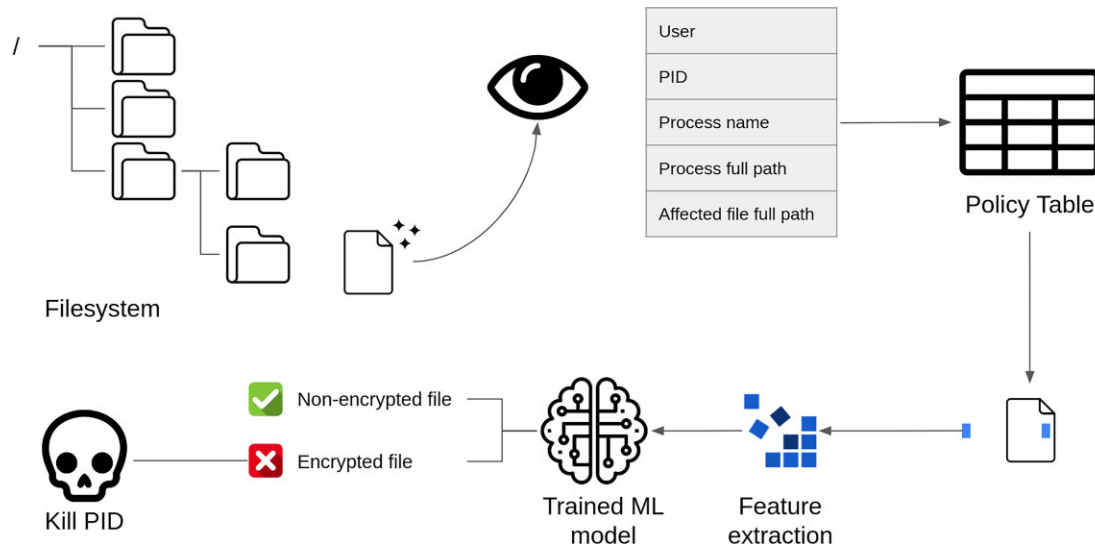 /
User
PID
Process name
Process full path
Affected file full path
Policy Table
Filesystem
Non-encrypted file
Encrypted file
Kill PID
Trained ML
model
Feature
extraction